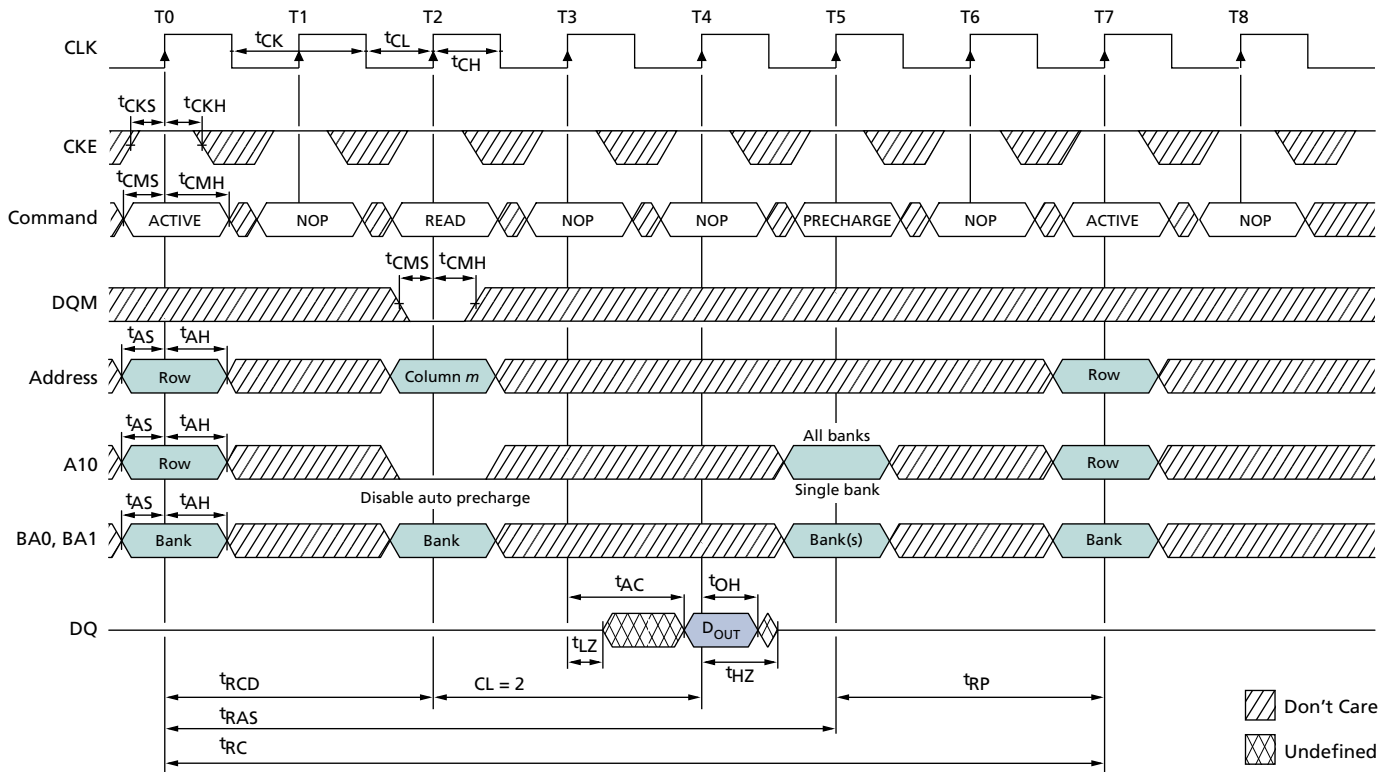 T0 T1 T2 T3 T4 T5 T6 T7 T8
CLK
tCK tCL
tCH
tCKS tCKH
CKE
tCMS tCMH
Command ACTIVE NOP READ NOP NOP PRECHARGE NOP ACTIVE NOP
tCMS tCMH
DQM
tAS tAH
Address Row Column m Row
tAS tAH All banks
A10 Row Row
Disable auto precharge Single bank
tAS tAH
BA0, BA1 Bank Bank Bank(s) Bank
tAC tOH
DQ DOUT
tLZ tHZ
tRCD CL = 2 tRP
tRAS
tRC
Don't Care
Undefined